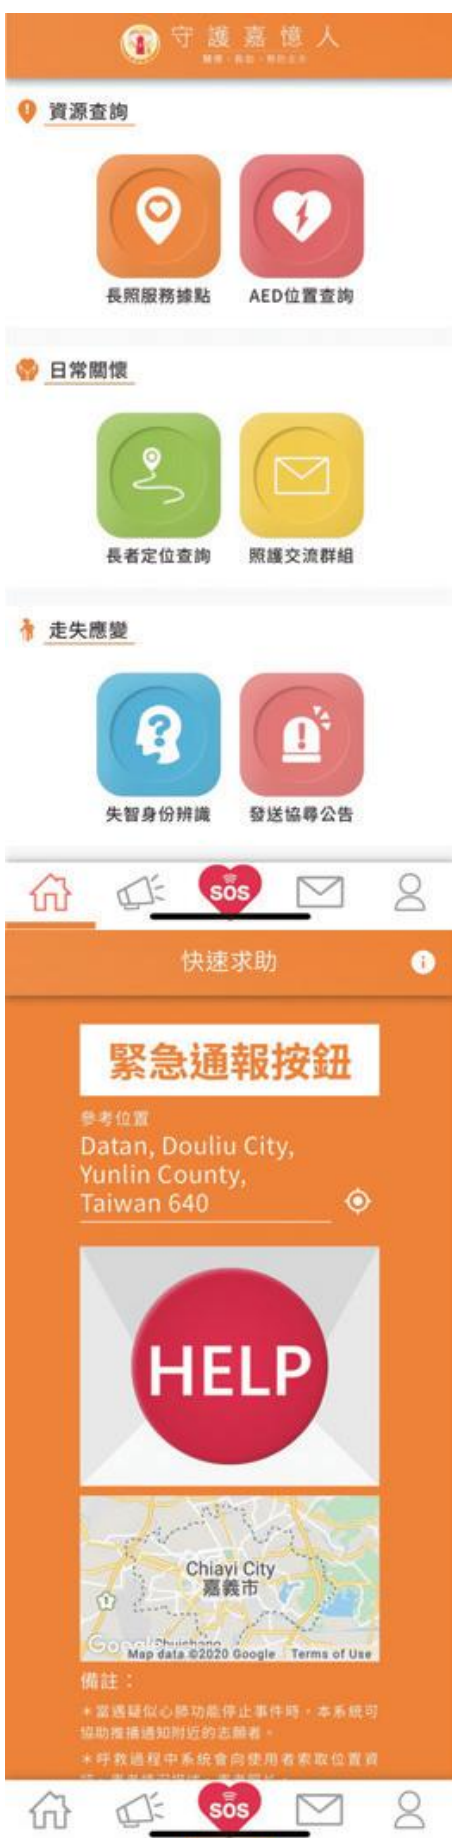 守護嘉憶人
資源查詢
長照服務據點
AED位置查詢
日常關懷
長者定位查詢
照護交流群組
走失應變
失智身份辨識
發送協尋公告
SOS
快速求助
緊急通報按鈕
參考位置
Datan, Douliu City,
Yunlin County,
Taiwan 640
HELP
Chiayi City
嘉義市
Google
Map data ©2020 Google
Terms of Use
備註：
＊當遇疑似心肺功能停止事件時，本系統可
協助推播通知附近的志願者。
＊呼救過程中系統會向使用者索取位置資
SOS